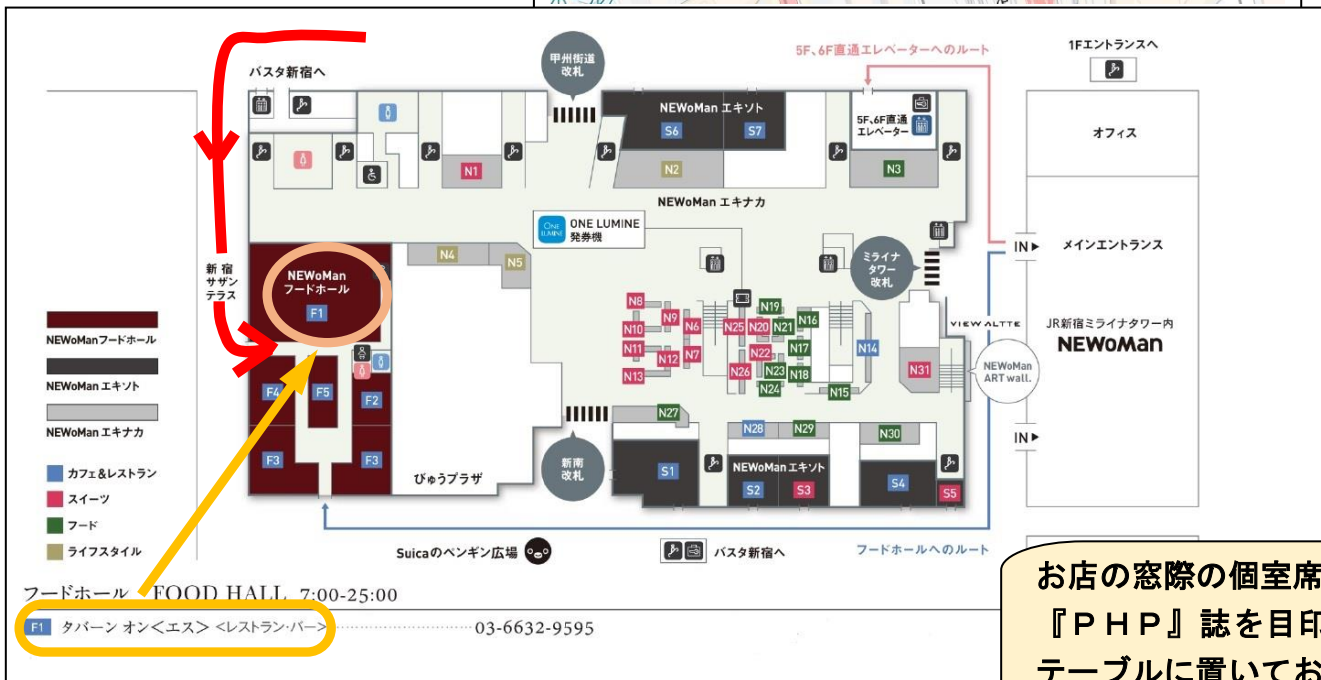 5F、6F直通エレベーターへのルート
1Fエントランスへ
バスタ新宿へ
甲州街道
改札
NEWoMan エキソト
S6
S7
5F、6F直通
エレベーター
オフィス
N1
N2
N3
NEWoMan エキナカ
ONE
LUMINE
ONE LUMINE
発券機
N4
N5
新宿
サザン
テラス
NEWoMan
フードホール
F1
ミライナ
タワー
改札
IN
メインエントランス
N8
N9
N6
N10
N11
N12
N7
N13
N25
N20
N19
N21
N16
N22
N17
N26
N23
N18
N24
N14
N15
N31
VIEW ALTTE
JR新宿ミライナタワー内
NEWoMan
NEWoMan
ART wall.
IN
NEWoManフードホール
NEWoMan エキソト
NEWoMan エキナカ
カフェ&レストラン
スイーツ
フード
ライフスタイル
F4
F5
F2
F3
F3
びゅうプラザ
新南
改札
N27
N28
N29
N30
S1
NEWoMan エキソト
S2
S3
S4
S5
Suicaのペンギン広場
バスタ新宿へ
フードホールへのルート
フードホール FOOD HALL 7:00-25:00
F1 タバーン オン<エス> <レストラン・バー> 03-6632-9595
お店の窓際の個室席
『PHP』誌を目印
テーブルに置いてお